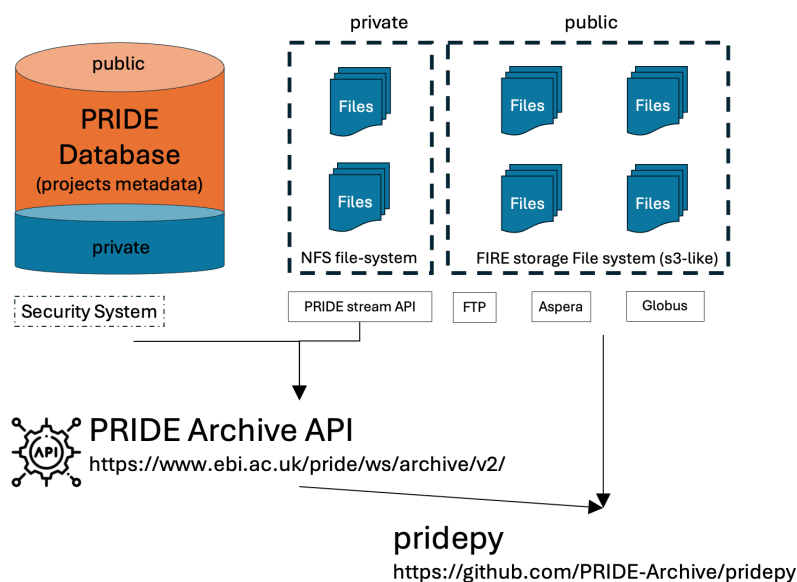 private
public
public
PRIDE
Database
(projects metadata)
private
Files
Files
Files
Files
Files
Files
NFS file-system
FIRE storage File system (s3-like)
Security System
PRIDE stream API
FTP
Aspera
Globus
API
PRIDE Archive API
https://www.ebi.ac.uk/pride/ws/archive/v2/
pridepy
https://github.com/PRIDE-Archive/pridepy